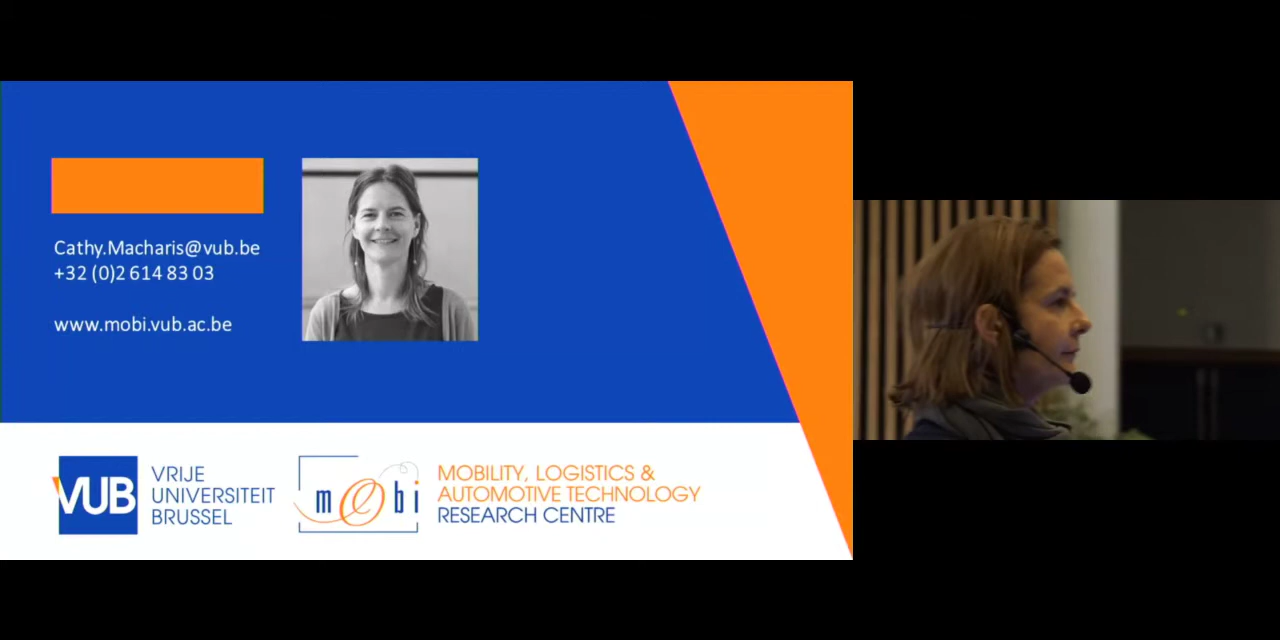 Cathy.Macharis@vub.be
+32 (0)2 614 83 03
www.mobi.vub.ac.be
VUB
VRIJE
UNIVERSITEIT
BRUSSEL
mObi
MOBILITY, LOGISTICS &
AUTOMOTIVE TECHNOLOGY
RESEARCH CENTRE